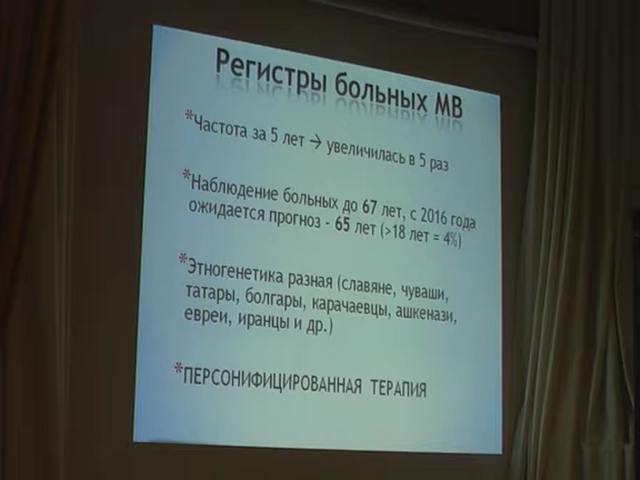 Регистры больных МВ
*Частота за 5 лет → увеличилась в 5 раз
*Наблюдение больных до 67 лет, с 2016 года
ожидается прогноз - 65 лет (>18 лет = 4%)
*Этногенетика разная (славяне, чуваши,
татары, болгары, карачаевцы, ашкенази,
евреи, иранцы и др.)
*ПЕРСОНИФИЦИРОВАННАЯ ТЕРАПИЯ